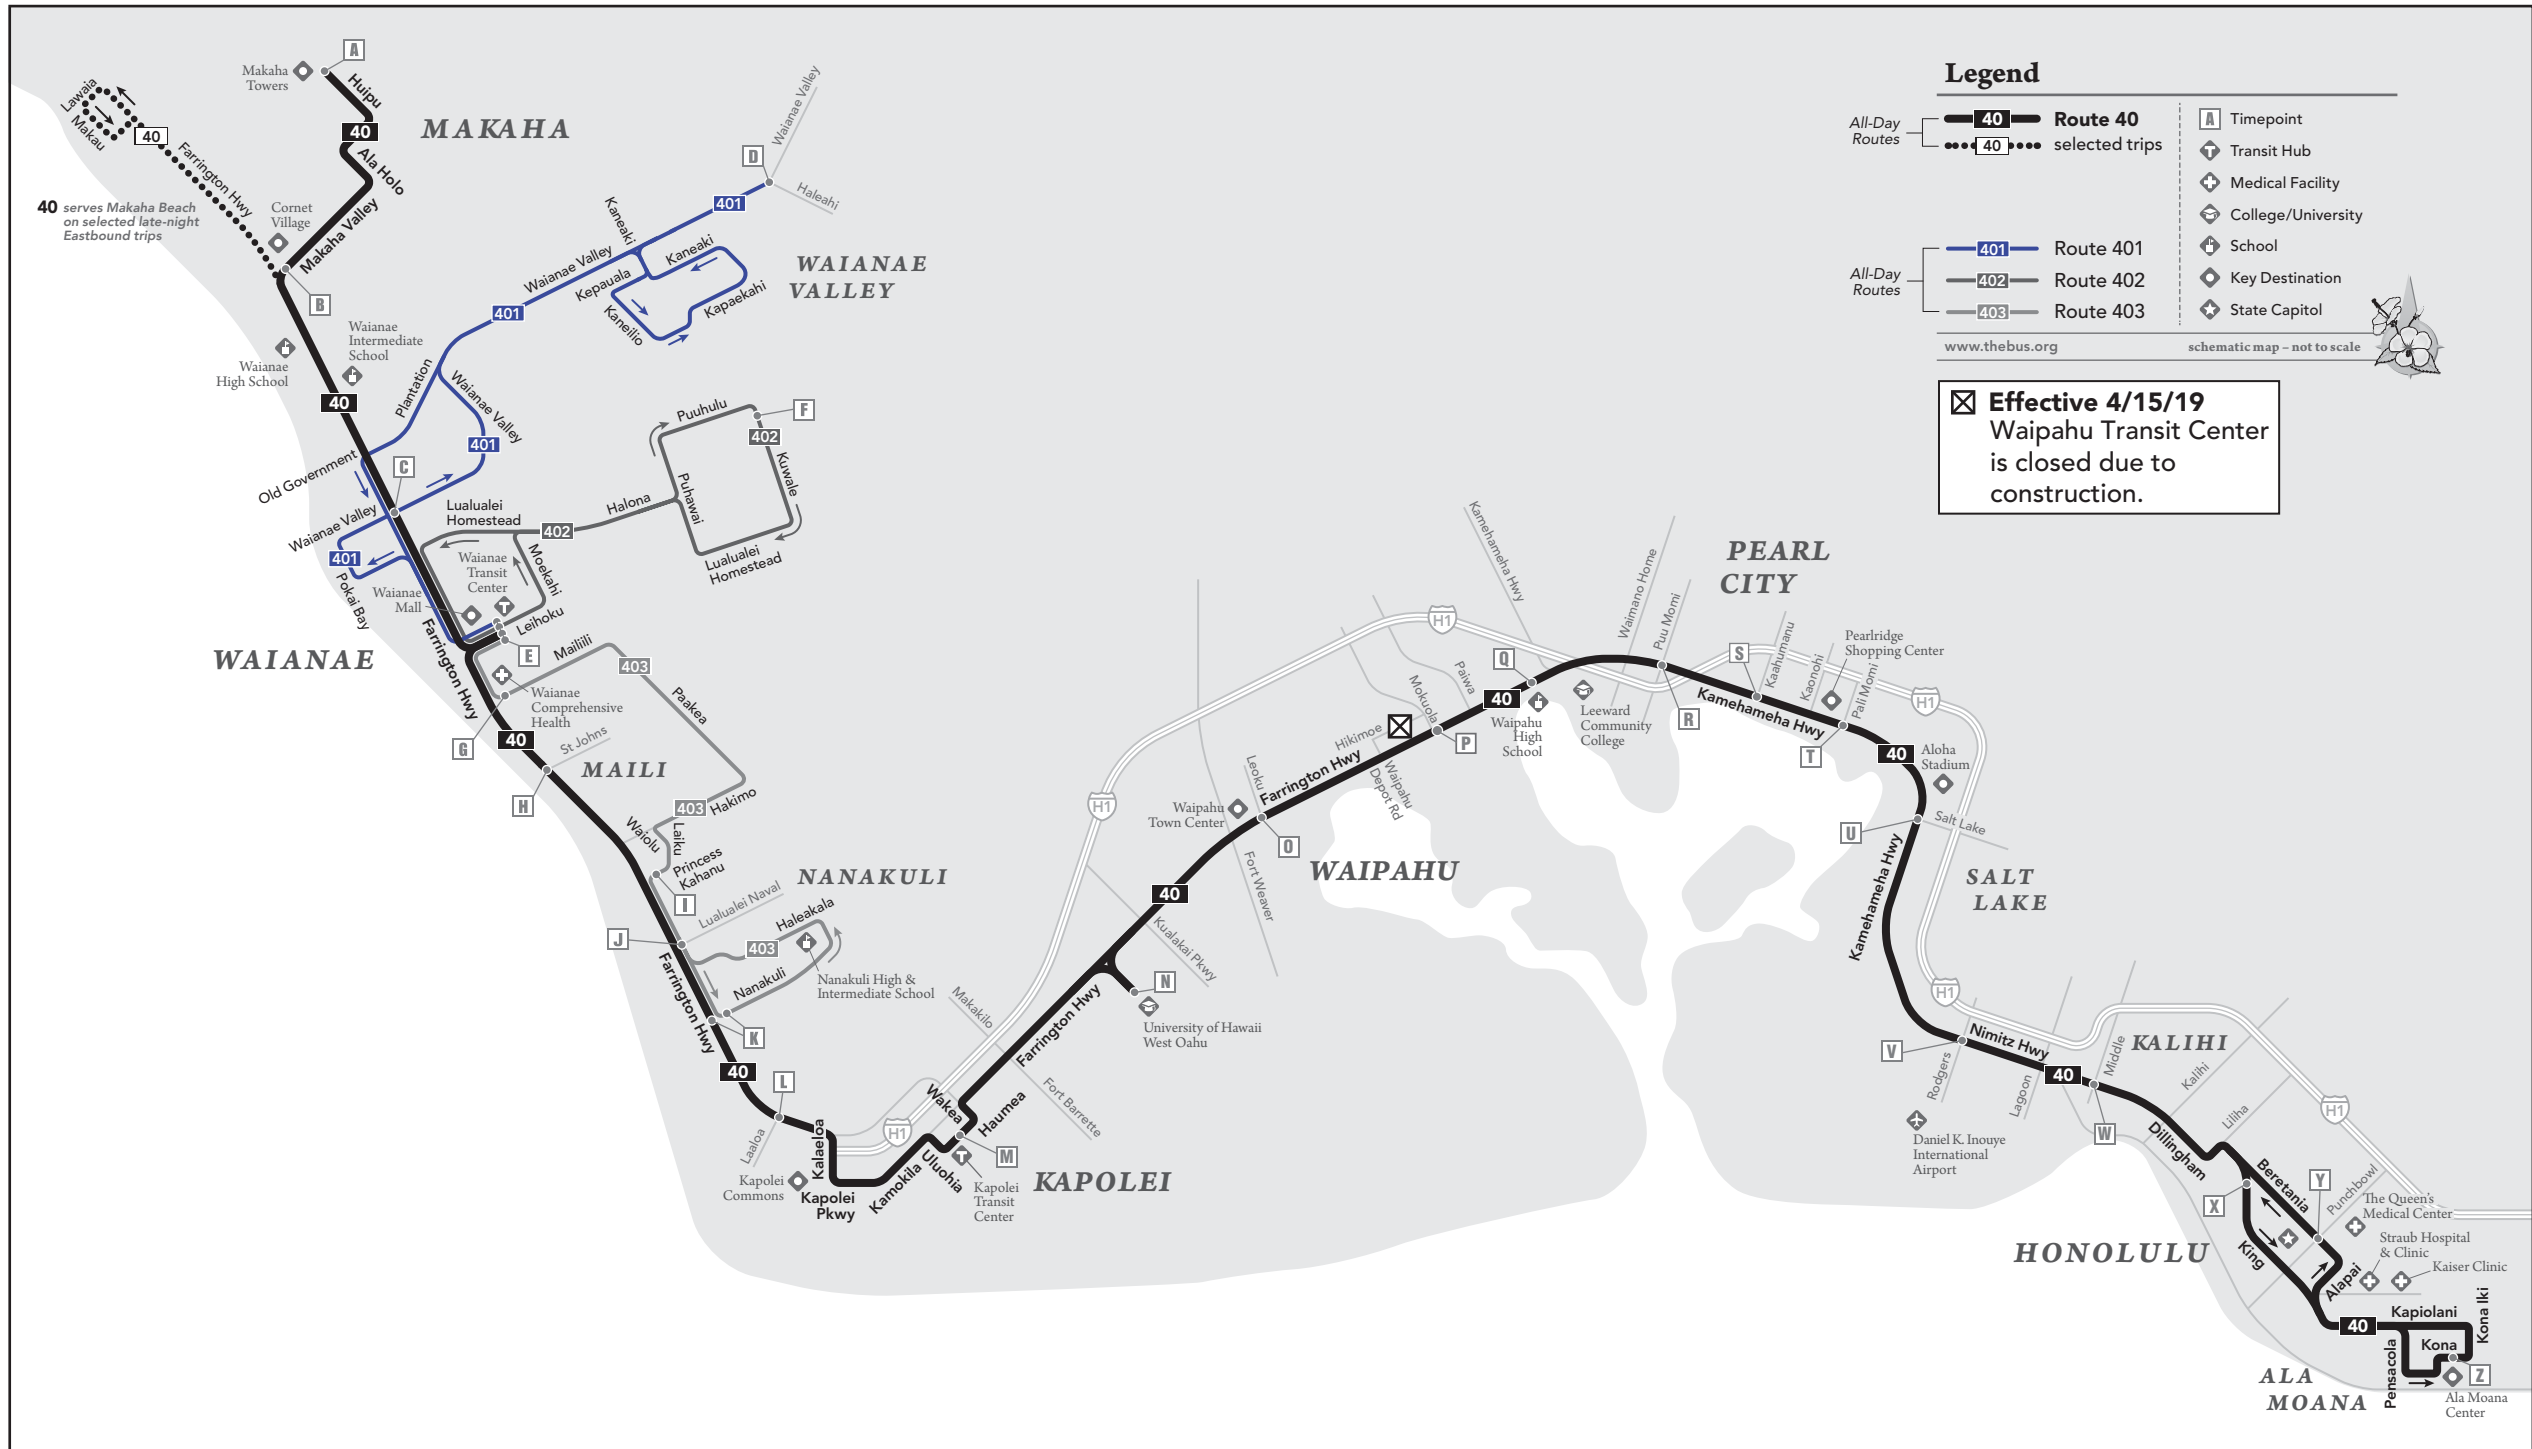 A
Makaha
Towers
Huipu
40
MAKAHA
Ala Holo
Makaha Valley
Lawaia
Makau
40
Farrington Hwy
40 serves Makaha Beach
on selected late-night
Eastbound trips
Cornet
Village
B
Waianae
Intermediate
School
Waianae
High School
40
Waianae Valley
D
Haleahi
401
Kaneaki
Kaneaki
Waianae Valley
Kepauala
Kaneilio
Kapaekahi
WAIANAE
VALLEY
401
Plantation
Waianae Valley
401
Old Government
C
Waianae Valley
401
Pokai Bay
Puuhulu
F
402
Kuwale
Puhawai
Halona
Lualualei
Homestead
Lualualei
Homestead
402
Moekahi
Waianae
Transit
Center
Waianae
Mall
Leihoku
E
WAIANAE
Farrington Hwy
Mailiili
403
Paakea
Waianae
Comprehensive
Health
G
40
St Johns
MAILI
H
403
Hakimo
Waiolu
Laiku
Princess
Kahanu
I
NANAKULI
Lualualei Naval
J
Haleakala
403
Nanakuli
Nanakuli High &
Intermediate School
Farrington Hwy
K
40
L
Laaloa
Kalaeloa
Kapolei
Commons
Kapolei
Pkwy
Kamokila
Uluohia
H1
Wakea
Haumea
M
Kapolei
Transit
Center
KAPOLEI
Makakilo
Fort Barrette
Farrington Hwy
N
University of Hawaii
West Oahu
Kualakai Pkwy
40
H1
Fort Weaver
Leoku
Waipahu
Town Center
O
WAIPAHU
Farrington Hwy
Hikimoe
Waipahu
Depot Rd
Mokuola
Paiwa
P
40
Q
Waipahu
High
School
Leeward
Community
College
H1
Kamehameha Hwy
Waimano Home
Puu Momi
PEARL
CITY
R
S
Kaahumanu
Kamehameha Hwy
Kaonohi
Pearlridge
Shopping Center
Pali Momi
T
H1
40
Aloha
Stadium
U
Salt Lake
SALT
LAKE
Kamehameha Hwy
H1
V
Nimitz Hwy
Rodgers
Daniel K. Inouye
International
Airport
Lagoon
40
Middle
W
KALIHI
Kalihi
Liliha
H1
Dillingham
Beretania
X
Y
Punchbowl
The Queen's
Medical Center
Straub Hospital
& Clinic
Kaiser Clinic
King
Alapai
HONOLULU
40
Kapiolani
Kona Iki
Kona
Pensacola
Z
Ala Moana
Center
ALA
MOANA
Legend
All-Day
Routes
40 Route 40
40 selected trips
All-Day
Routes
401 Route 401
402 Route 402
403 Route 403
A Timepoint
Transit Hub
Medical Facility
College/University
School
Key Destination
State Capitol
www.thebus.org
schematic map – not to scale
Effective 4/15/19
Waipahu Transit Center
is closed due to
construction.